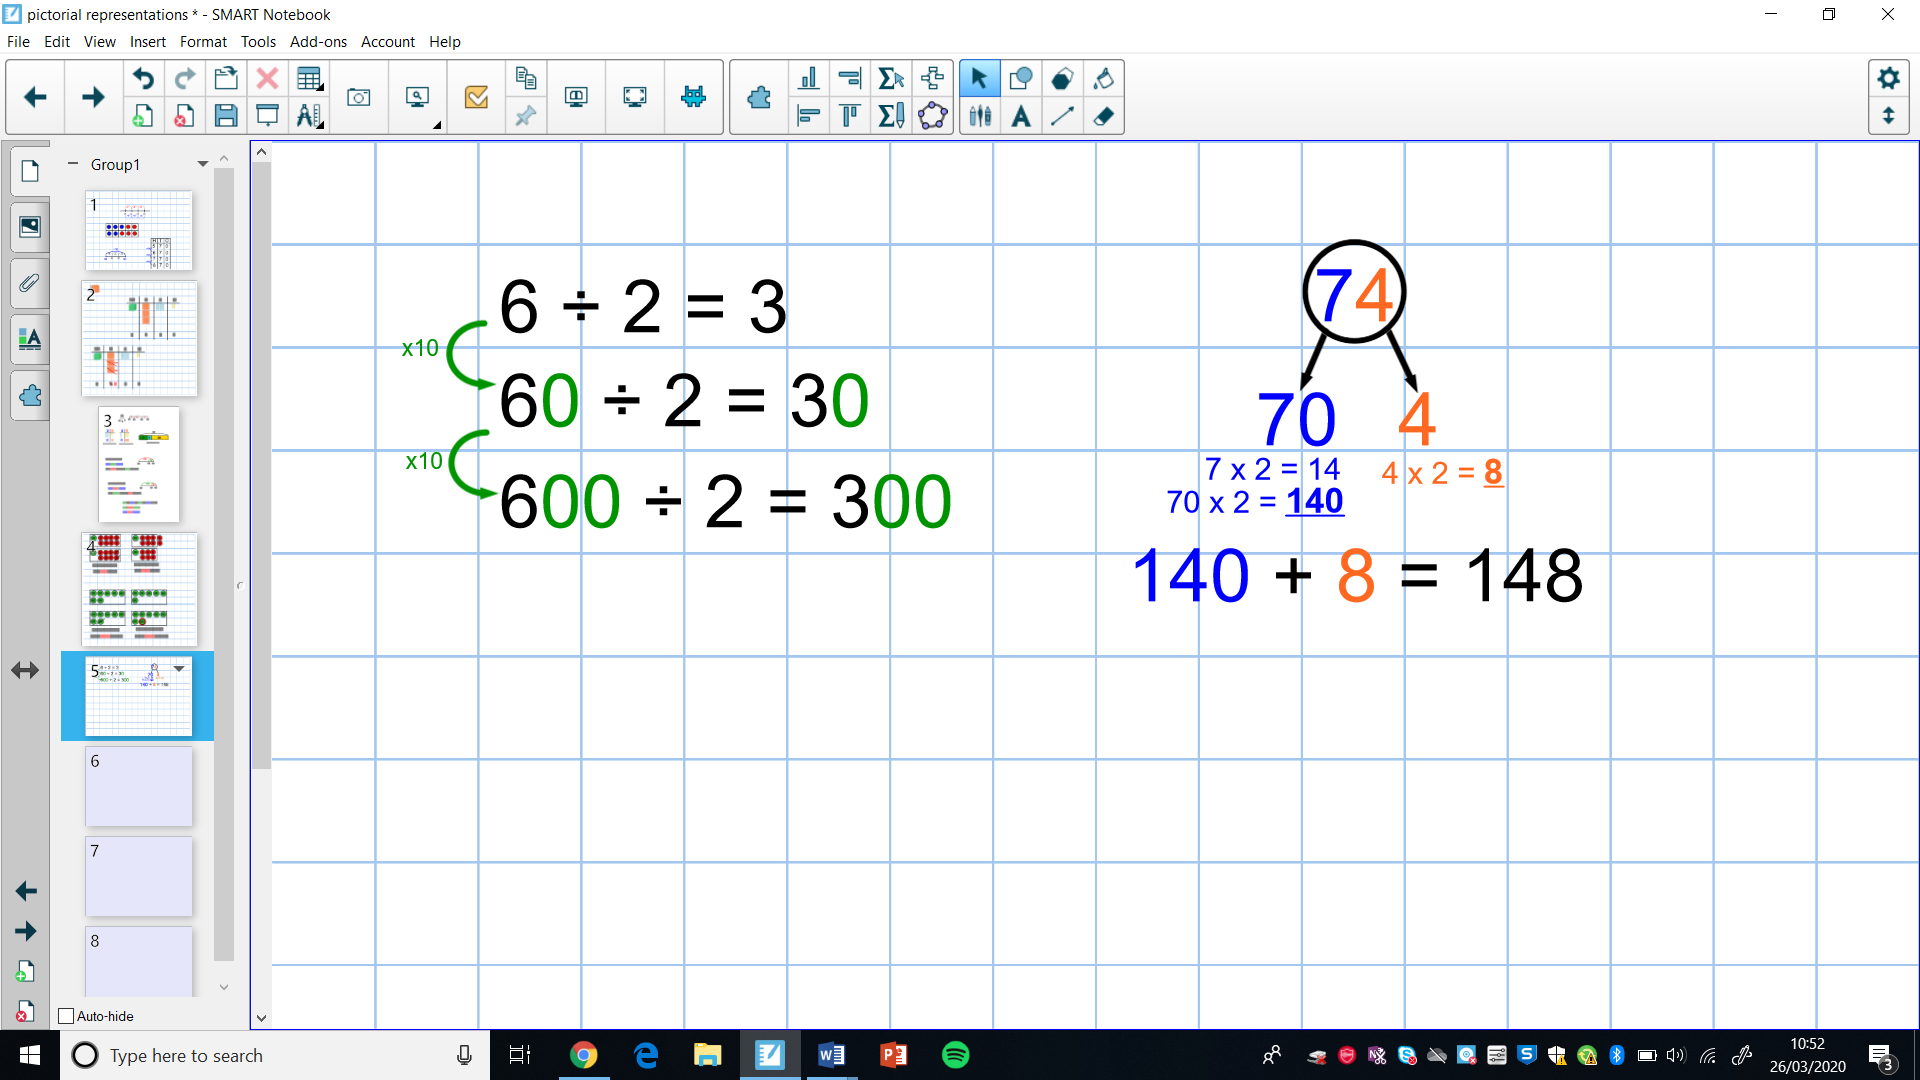 pictorial representations * - SMART Notebook
File Edit View Insert Format Tools Add-ons Account Help
Group1
1
2
3
4
5
6
7
8
Auto-hide
6 ÷ 2 = 3
x10
60 ÷ 2 = 30
x10
600 ÷ 2 = 300
74
70 4
7 x 2 = 14
4 x 2 = 8
70 x 2 = 140
140 + 8 = 148
Type here to search
10:52
26/03/2020
3